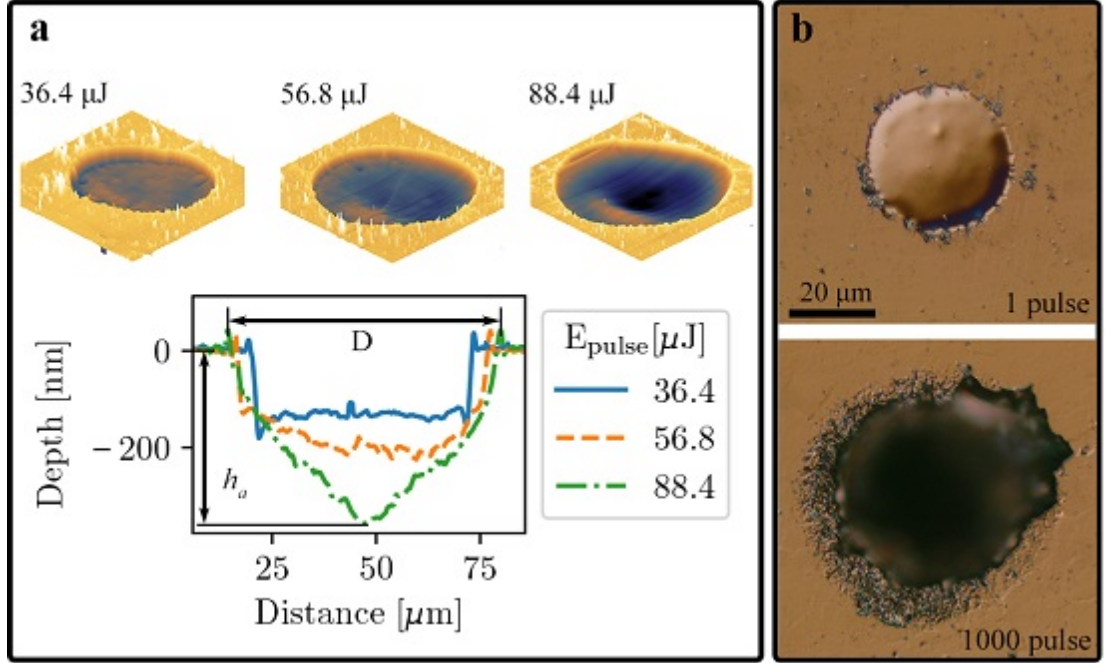 a
36.4 μJ
56.8 μJ
88.4 μJ
D
h_a
0
−200
Depth [nm]
25
50
75
Distance [μm]
E_pulse[μJ]
36.4
56.8
88.4
b
20 μm
1 pulse
1000 pulse